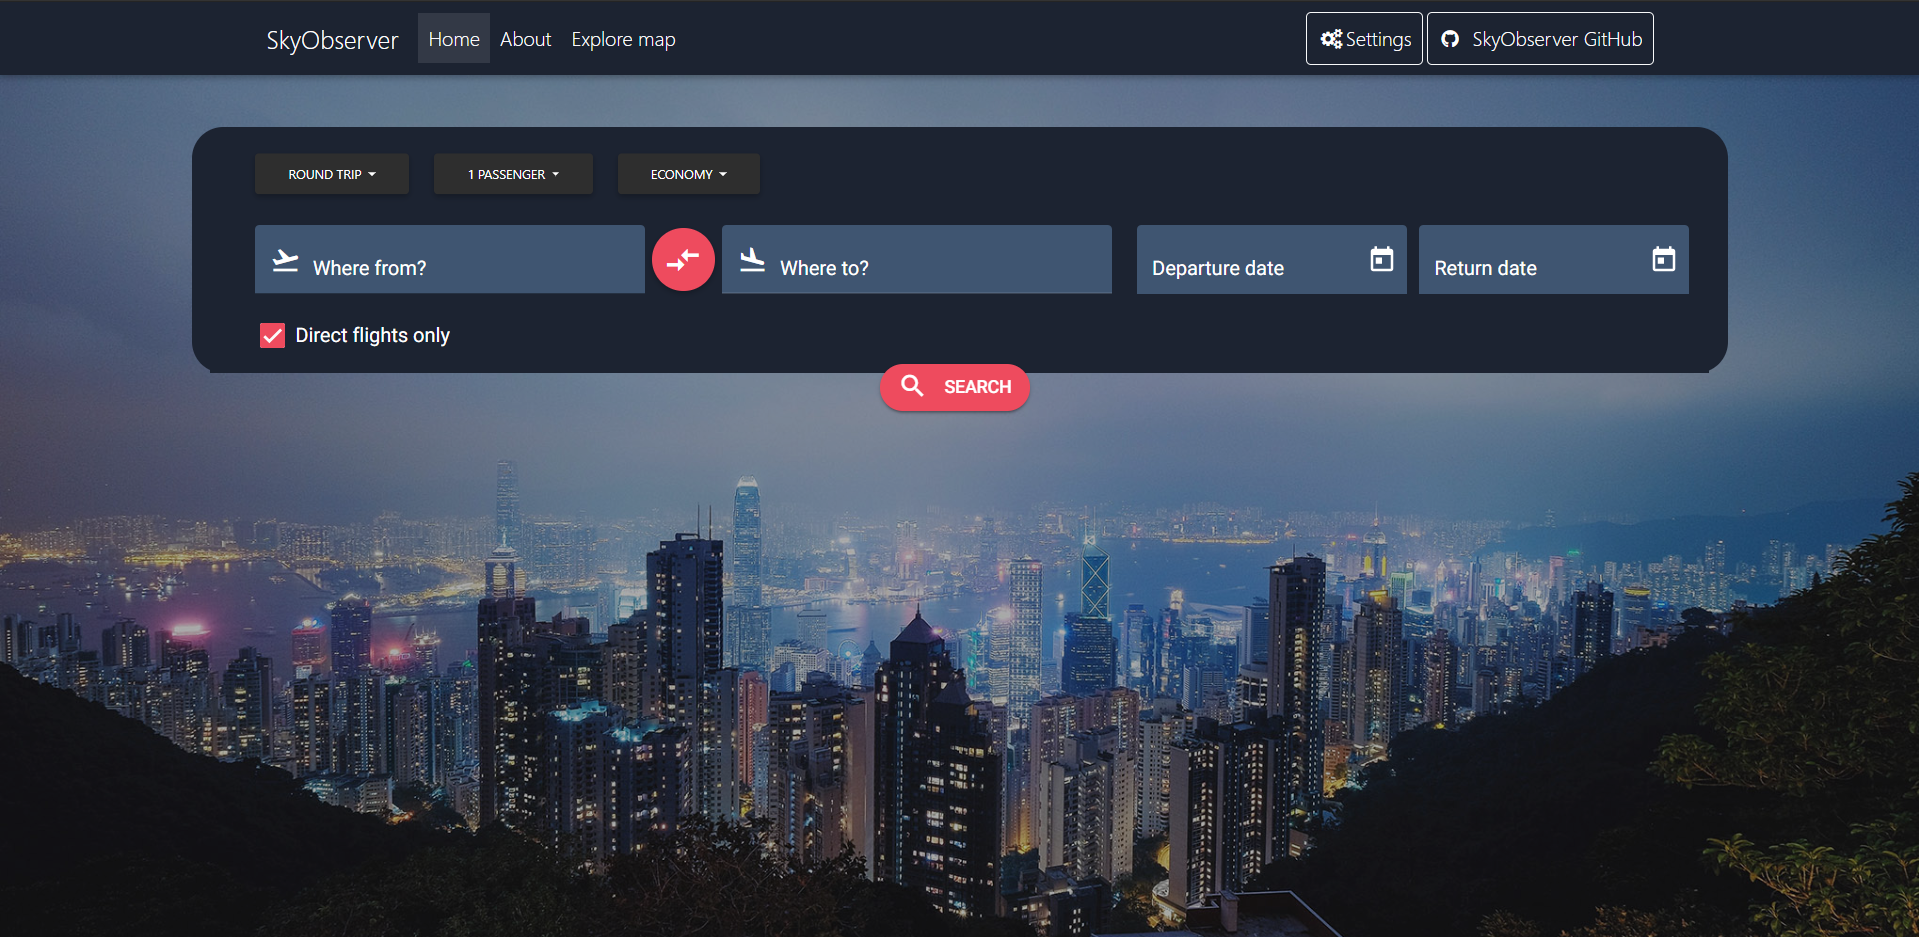 SkyObserver Home About Explore map Settings SkyObserver GitHub
ROUND TRIP 1 PASSENGER ECONOMY
Where from? Where to? Departure date Return date
Direct flights only
SEARCH